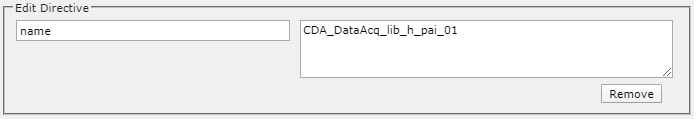 Edit Directive
name
CDA_DataAcq_lib_h_pai_01
Remove